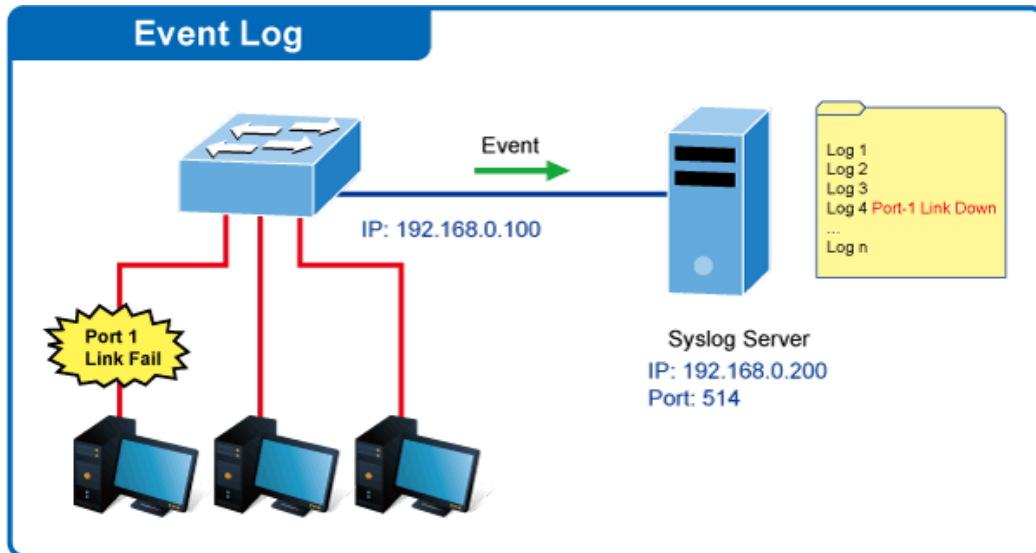 Event Log
Event
IP: 192.168.0.100
Port 1
Link Fail
Log 1
Log 2
Log 3
Log 4 Port-1 Link Down
...
Log n
Syslog Server
IP: 192.168.0.200
Port: 514